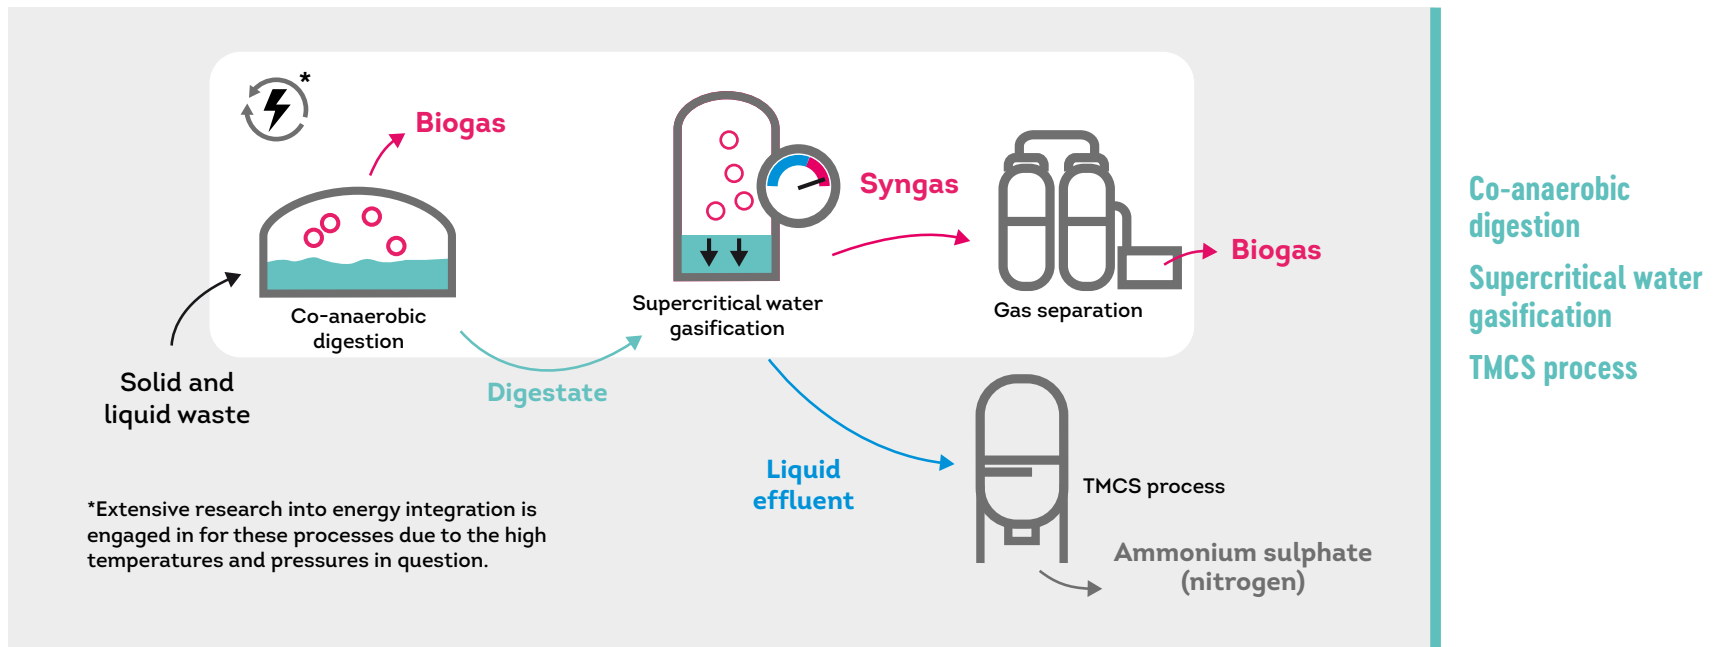 *
Biogas
Syngas
Biogas
Co-anaerobic
digestion
Supercritical water
gasification
Gas separation
Solid and
liquid waste
Digestate
Liquid
effluent
TMCS process
Ammonium sulphate
(nitrogen)
*Extensive research into energy integration is
engaged in for these processes due to the high
temperatures and pressures in question.
Co-anaerobic
digestion
Supercritical water
gasification
TMCS process